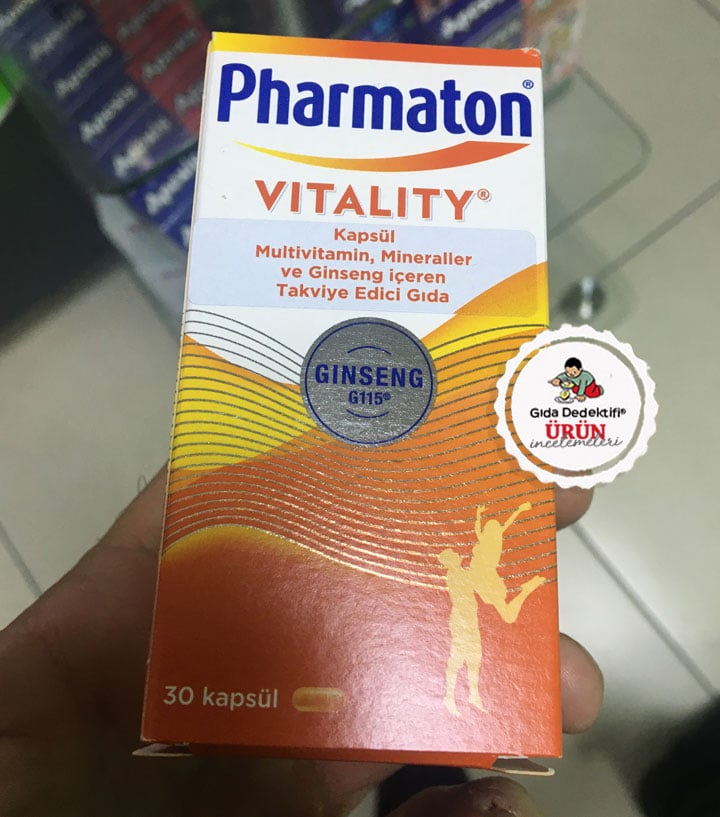 Pharmaton®
VITALITY®
Kapsül
Multivitamin, Mineraller
ve Ginseng içeren
Takviye Edici Gıda
GINSENG
G115®
Gıda Dedektifi®
ÜRÜN
incelemeleri
30 kapsül